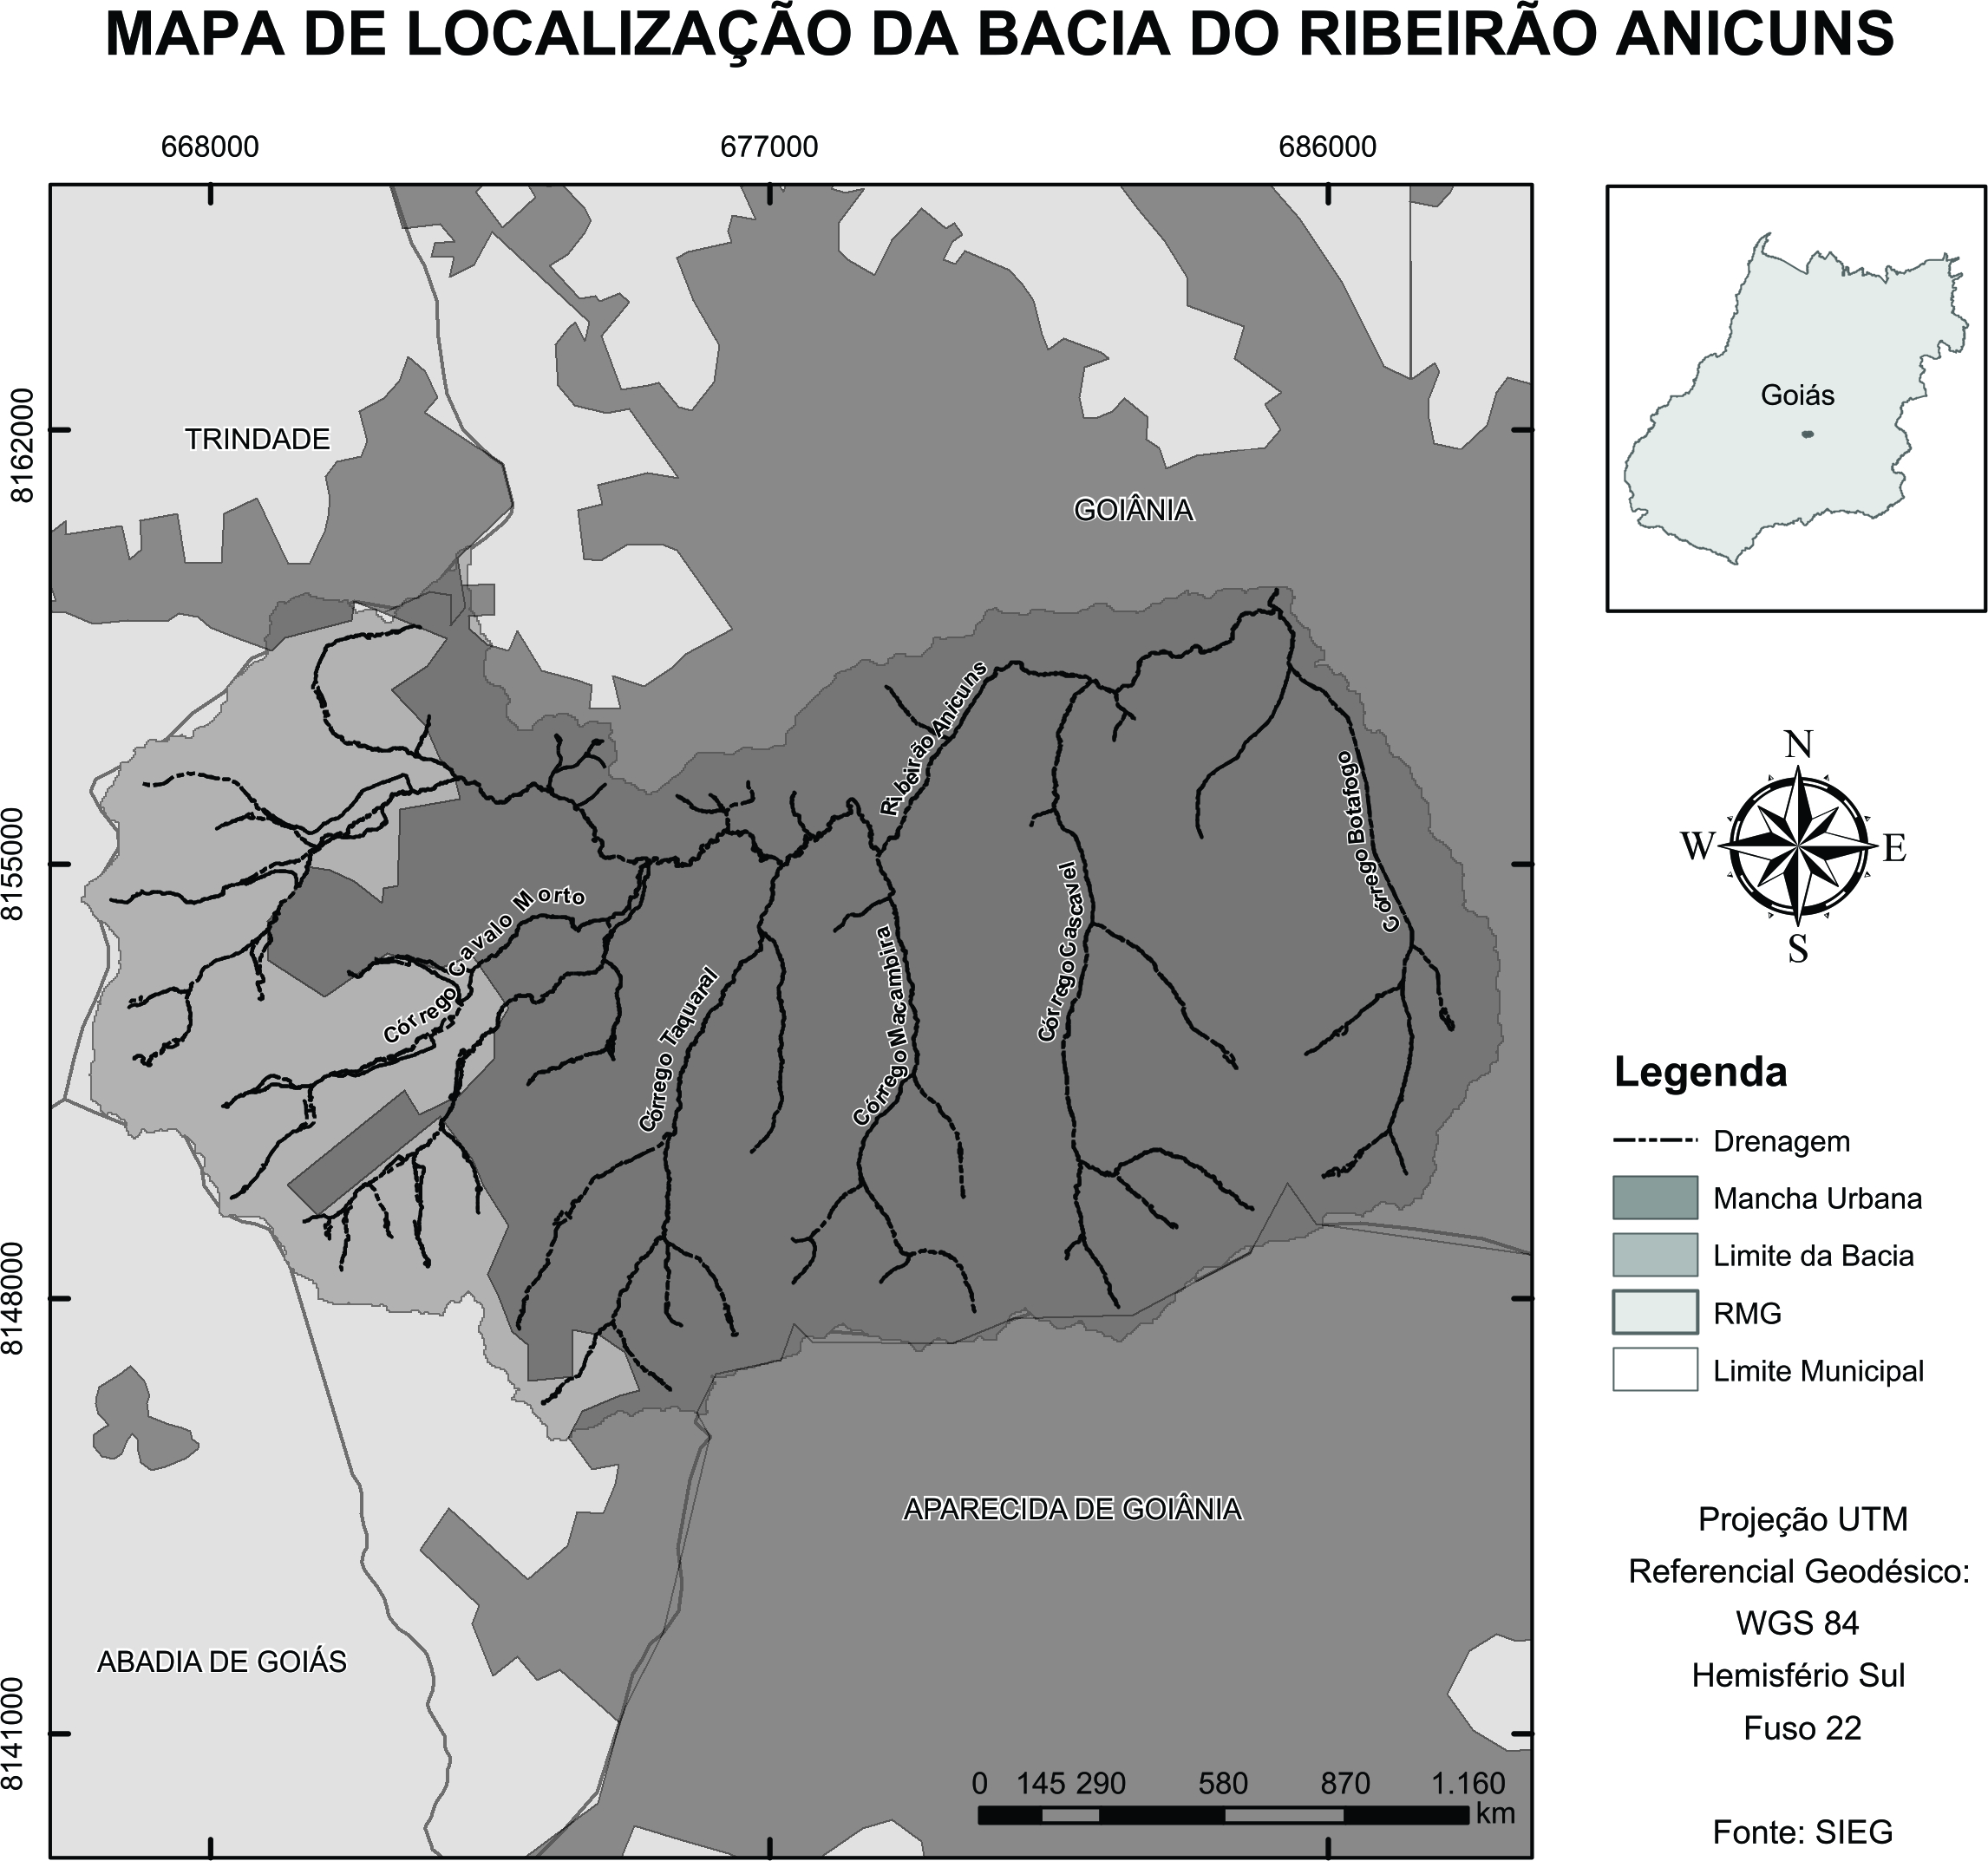 MAPA DE LOCALIZAÇÃO DA BACIA DO RIBEIRÃO ANICUNS
668000 677000 686000
8162000
8155000
8148000
8141000
TRINDADE
GOIÂNIA
Ribeirão Anicuns
Córrego Botafogo
Córrego Cavalo Morto
Córrego Cascavel
Córrego Macambira
Córrego Taquaral
APARECIDA DE GOIÂNIA
ABADIA DE GOIÁS
0 145 290 580 870 1.160
km
Goiás
N
W E
S
Legenda
Drenagem
Mancha Urbana
Limite da Bacia
RMG
Limite Municipal
Projeção UTM
Referencial Geodésico:
WGS 84
Hemisfério Sul
Fuso 22
Fonte: SIEG